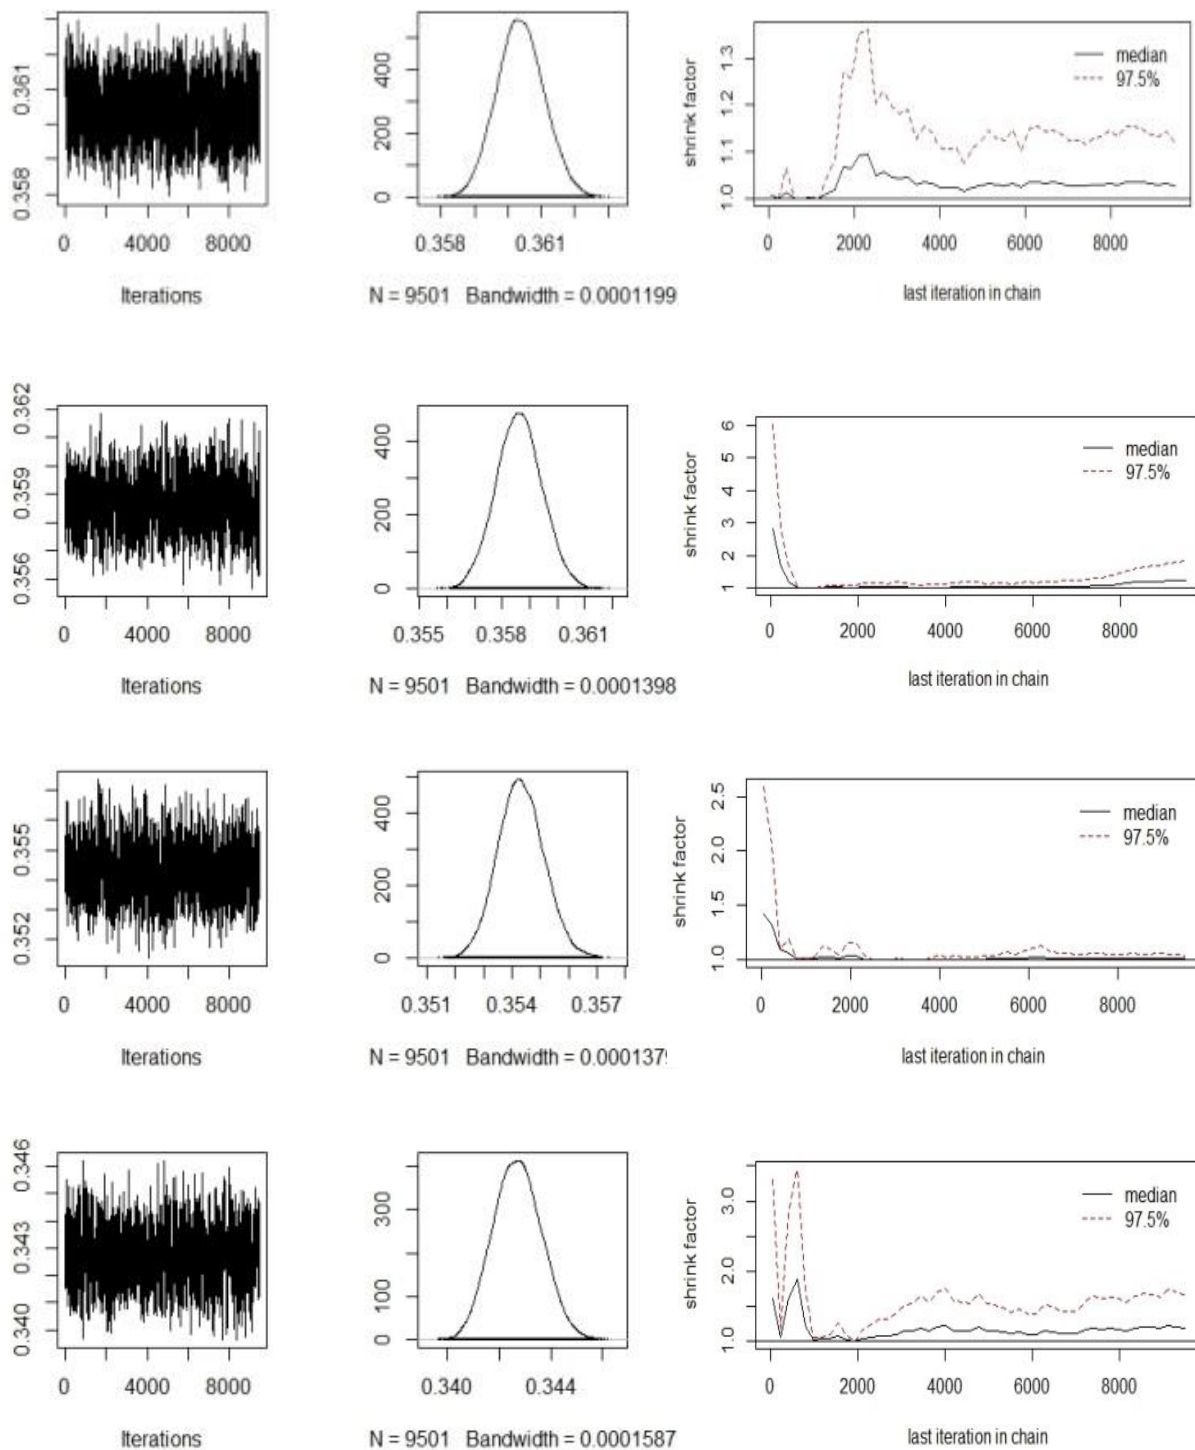 0.358 0.361
0 4000 8000
Iterations
0 200 400
0.358 0.361
N = 9501 Bandwidth = 0.0001199
shrink factor
1.0 1.1 1.2 1.3
median
97.5%
0 2000 4000 6000 8000
last iteration in chain
0.356 0.359 0.362
0 4000 8000
Iterations
0 200 400
0.355 0.358 0.361
N = 9501 Bandwidth = 0.0001398
shrink factor
1 2 3 4 5 6
median
97.5%
0 2000 4000 6000 8000
last iteration in chain
0.352 0.355
0 4000 8000
Iterations
0 200 400
0.351 0.354 0.357
N = 9501 Bandwidth = 0.000137
shrink factor
1.0 1.5 2.0 2.5
median
97.5%
0 2000 4000 6000 8000
last iteration in chain
0.340 0.343 0.346
0 4000 8000
Iterations
0 100 300
0.340 0.344
N = 9501 Bandwidth = 0.0001587
shrink factor
1.0 2.0 3.0
median
97.5%
0 2000 4000 6000 8000
last iteration in chain